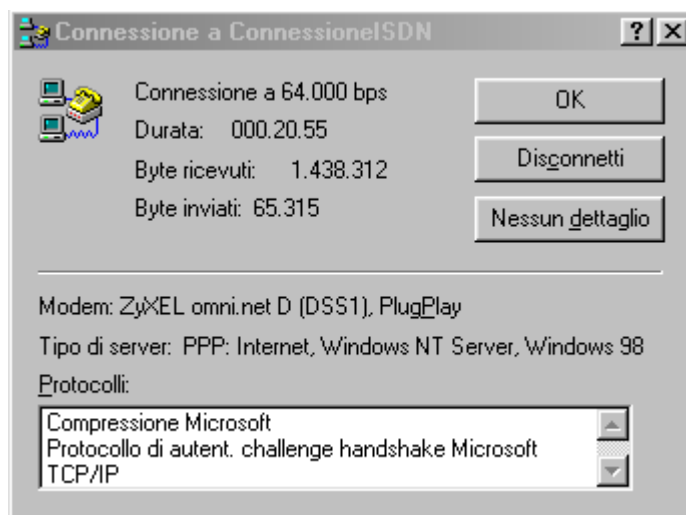 Connessione a ConnessioneISDN
Connessione a 64.000 bps
Durata: 000.20.55
Byte ricevuti: 1.438.312
Byte inviati: 65.315
OK
Disconnetti
Nessun dettaglio
Modem: ZyXEL omni.net D (DSS1), PlugPlay
Tipo di server: PPP: Internet, Windows NT Server, Windows 98
Protocolli:
Compressione Microsoft
Protocollo di autent. challenge handshake Microsoft
TCP/IP